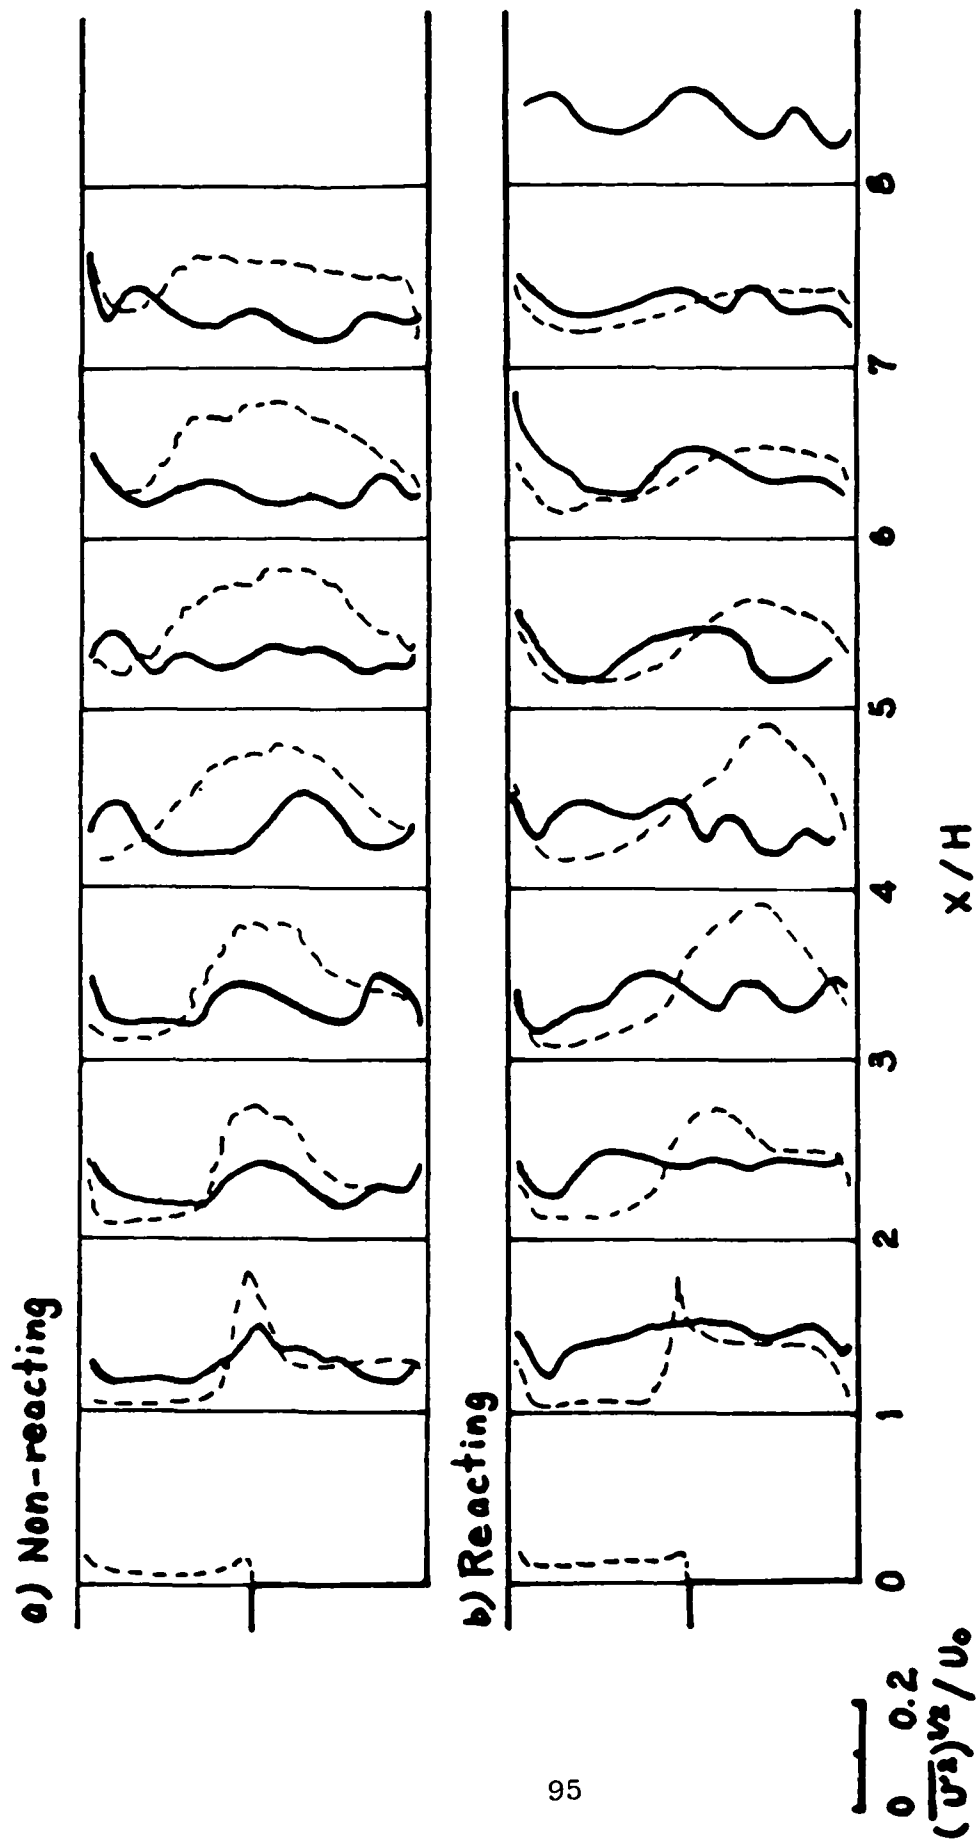 a) Non-reacting
b) Reacting
0 1 2 3 4 5 6 7 8
X/H
0 0.2
(u'²)^1/2 / U₀
95